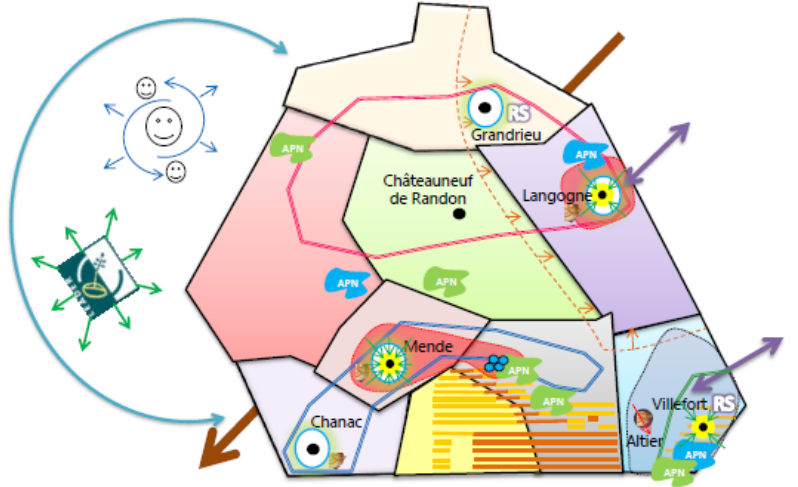 RS
Grandrieu
APN
APN
Châteauneuf
de Randon
Langogne
APN
APN
Mende
APN
APN
Villefort RS
Chanac
Altier
APN
APN